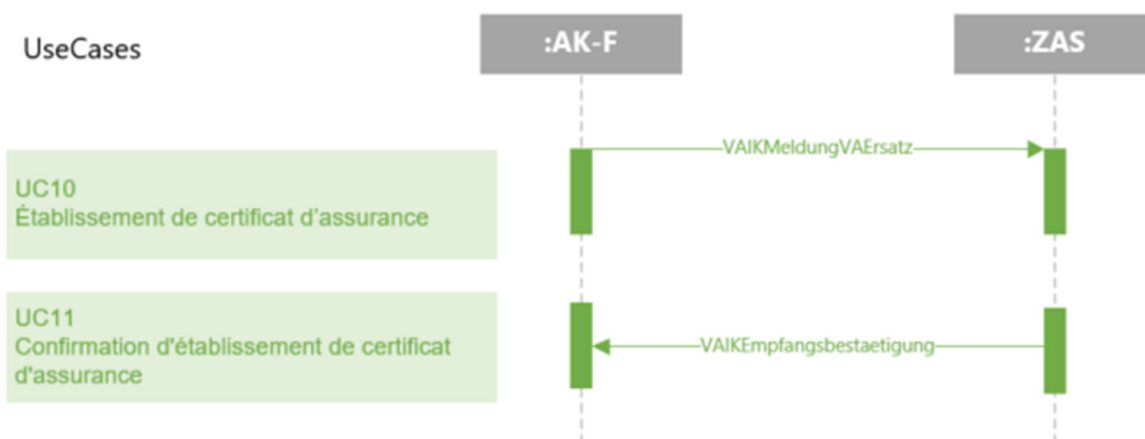 UseCases
:AK-F
:ZAS
VAIKMeldungVAErsatz
UC10
Établissement de certificat d'assurance
UC11
Confirmation d'établissement de certificat
d'assurance
VAIKEmpfangsbestaetigung